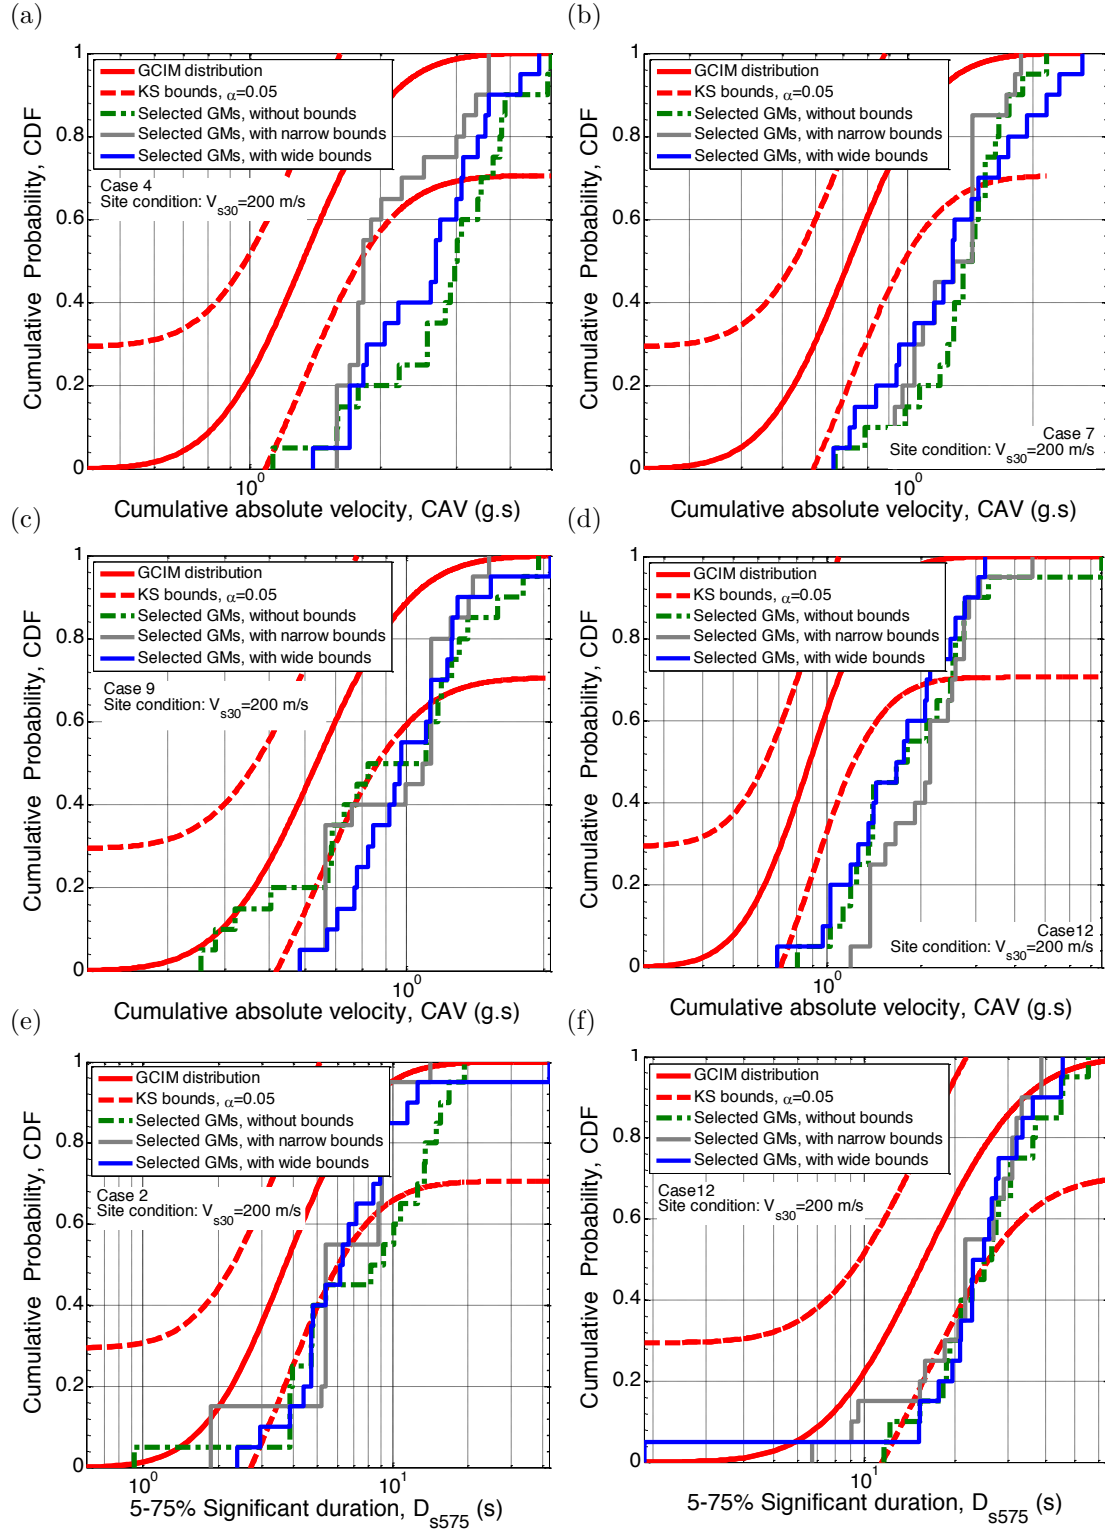 (a)
1
0.8
0.6
0.4
0.2
0
Cumulative Probability, CDF
GCIM distribution
KS bounds, α=0.05
Selected GMs, without bounds
Selected GMs, with narrow bounds
Selected GMs, with wide bounds
Case 4
Site condition: V_s30=200 m/s
10^0
Cumulative absolute velocity, CAV (g.s)
(b)
1
0.8
0.6
0.4
0.2
0
Cumulative Probability, CDF
GCIM distribution
KS bounds, α=0.05
Selected GMs, without bounds
Selected GMs, with narrow bounds
Selected GMs, with wide bounds
Case 7
Site condition: V_s30=200 m/s
10^0
Cumulative absolute velocity, CAV (g.s)
(c)
1
0.8
0.6
0.4
0.2
0
Cumulative Probability, CDF
GCIM distribution
KS bounds, α=0.05
Selected GMs, without bounds
Selected GMs, with narrow bounds
Selected GMs, with wide bounds
Case 9
Site condition: V_s30=200 m/s
10^0
Cumulative absolute velocity, CAV (g.s)
(d)
1
0.8
0.6
0.4
0.2
0
Cumulative Probability, CDF
GCIM distribution
KS bounds, α=0.05
Selected GMs, without bounds
Selected GMs, with narrow bounds
Selected GMs, with wide bounds
Case12
Site condition: V_s30=200 m/s
10^0
Cumulative absolute velocity, CAV (g.s)
(e)
1
0.8
0.6
0.4
0.2
0
Cumulative Probability, CDF
GCIM distribution
KS bounds, α=0.05
Selected GMs, without bounds
Selected GMs, with narrow bounds
Selected GMs, with wide bounds
Case 2
Site condition: V_s30=200 m/s
10^0 10^1
5-75% Significant duration, D_s575 (s)
(f)
1
0.8
0.6
0.4
0.2
0
Cumulative Probability, CDF
GCIM distribution
KS bounds, α=0.05
Selected GMs, without bounds
Selected GMs, with narrow bounds
Selected GMs, with wide bounds
Case12
Site condition: V_s30=200 m/s
10^1
5-75% Significant duration, D_s575 (s)